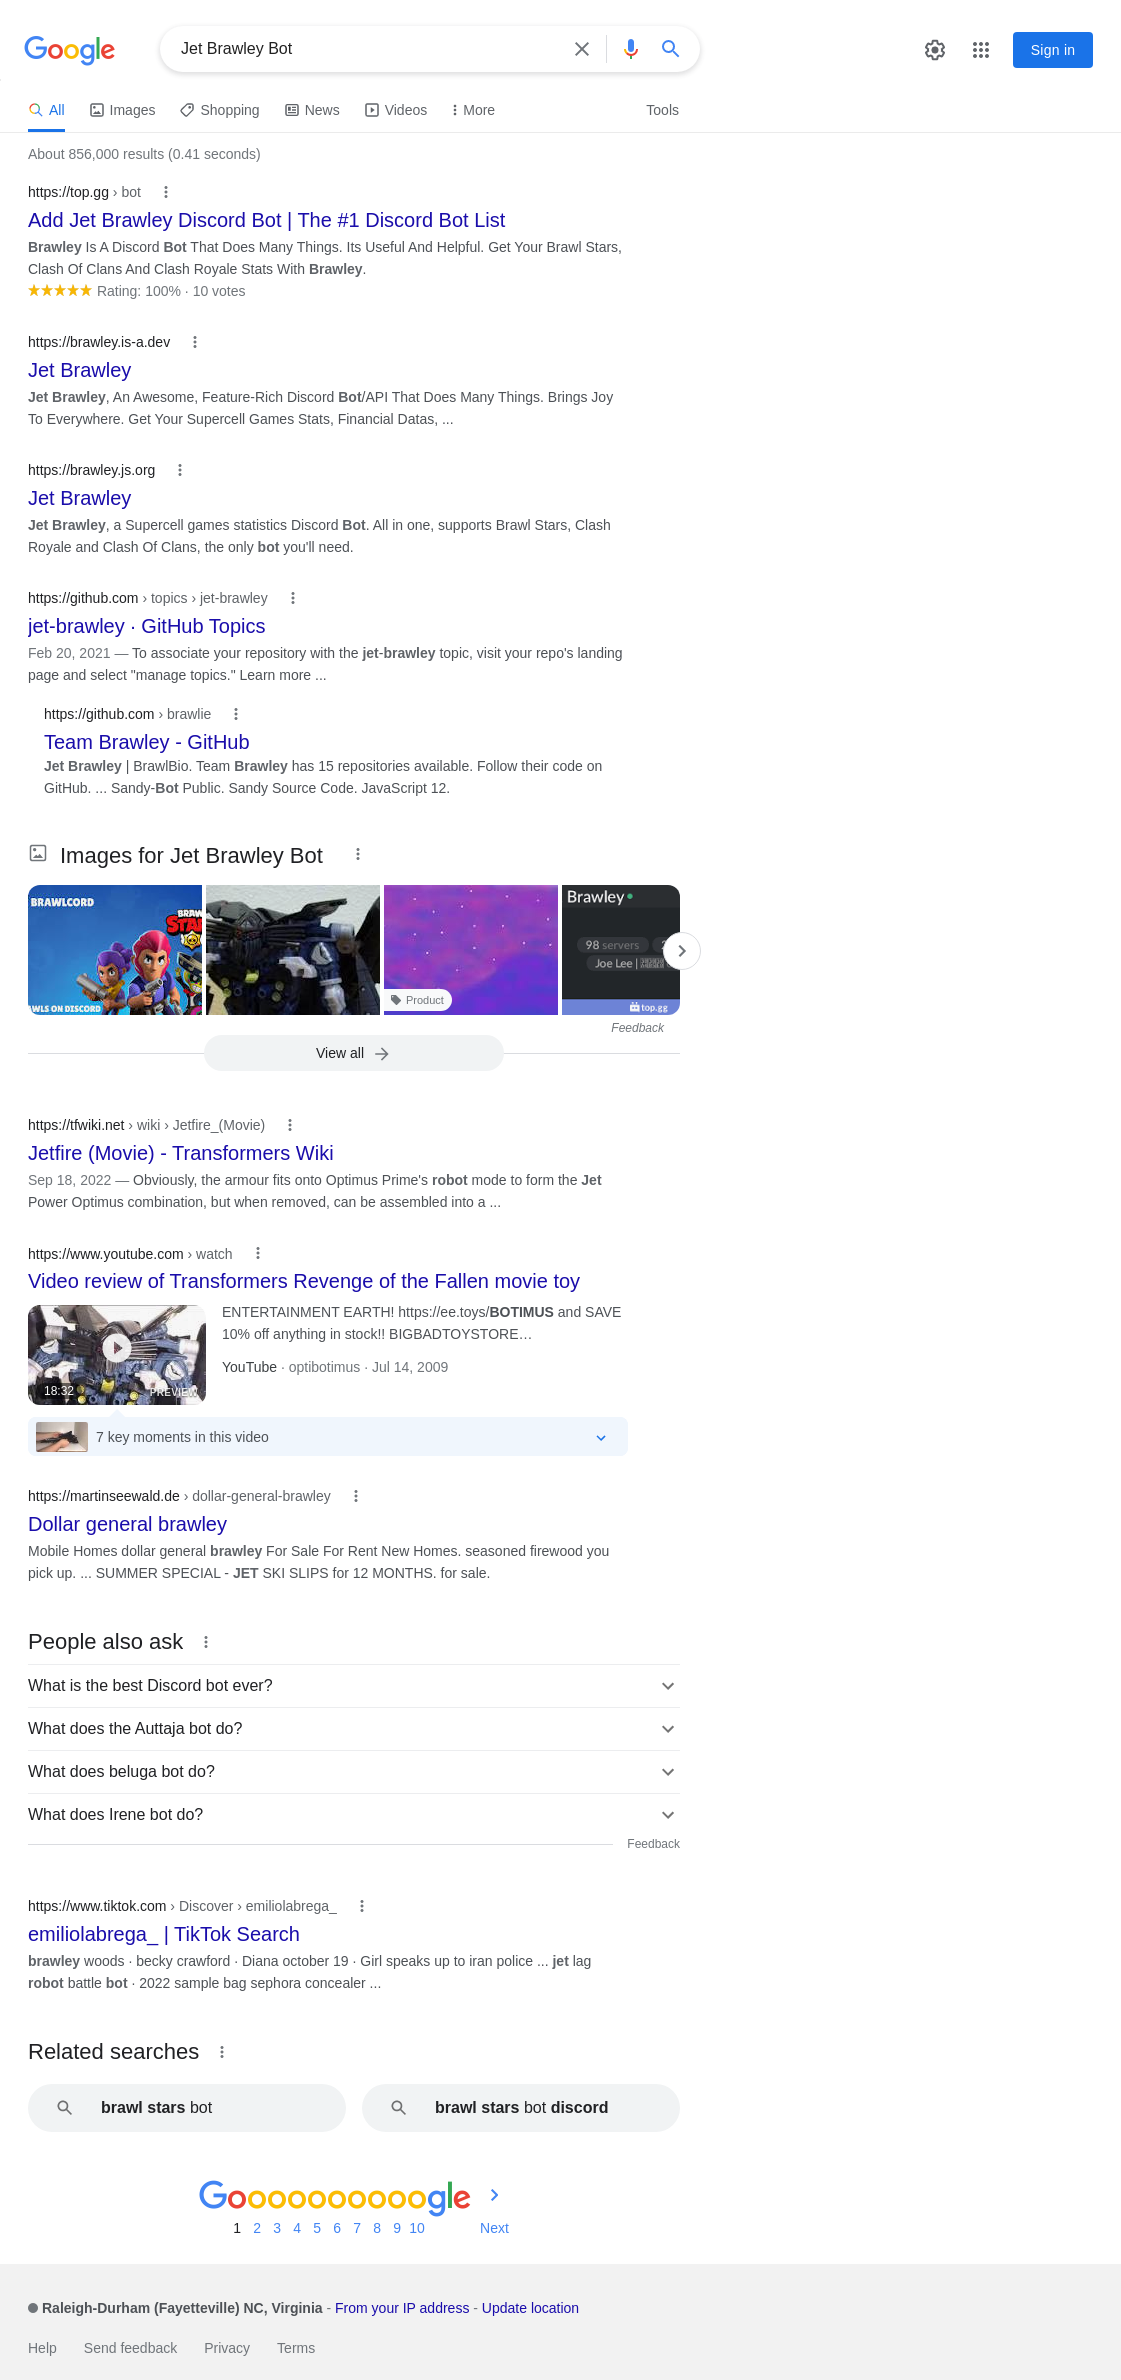 Google
Jet Brawley Bot
Sign in
All
Images
Shopping
News
Videos
More
Tools
About 856,000 results (0.41 seconds)
https://top.gg › bot
Add Jet Brawley Discord Bot | The #1 Discord Bot List
Brawley Is A Discord Bot That Does Many Things. Its Useful And Helpful. Get Your Brawl Stars,
Clash Of Clans And Clash Royale Stats With Brawley.
Rating: 100% · 10 votes
https://brawley.is-a.dev
Jet Brawley
Jet Brawley, An Awesome, Feature-Rich Discord Bot/API That Does Many Things. Brings Joy
To Everywhere. Get Your Supercell Games Stats, Financial Datas, ...
https://brawley.js.org
Jet Brawley
Jet Brawley, a Supercell games statistics Discord Bot. All in one, supports Brawl Stars, Clash
Royale and Clash Of Clans, the only bot you'll need.
https://github.com › topics › jet-brawley
jet-brawley · GitHub Topics
Feb 20, 2021 — To associate your repository with the jet-brawley topic, visit your repo's landing
page and select "manage topics." Learn more ...
https://github.com › brawlie
Team Brawley - GitHub
Jet Brawley | BrawlBio. Team Brawley has 15 repositories available. Follow their code on
GitHub. ... Sandy-Bot Public. Sandy Source Code. JavaScript 12.
Images for Jet Brawley Bot
BRAWLCORD
AWLS ON DISCORD
Product
Brawley
98 servers
Joe Lee |
top.gg
Feedback
View all
https://tfwiki.net › wiki › Jetfire_(Movie)
Jetfire (Movie) - Transformers Wiki
Sep 18, 2022 — Obviously, the armour fits onto Optimus Prime's robot mode to form the Jet
Power Optimus combination, but when removed, can be assembled into a ...
https://www.youtube.com › watch
Video review of Transformers Revenge of the Fallen movie toy
ENTERTAINMENT EARTH! https://ee.toys/BOTIMUS and SAVE
10% off anything in stock!! BIGBADTOYSTORE…
YouTube · optibotimus · Jul 14, 2009
18:32
PREVIEW
7 key moments in this video
https://martinseewald.de › dollar-general-brawley
Dollar general brawley
Mobile Homes dollar general brawley For Sale For Rent New Homes. seasoned firewood you
pick up. ... SUMMER SPECIAL - JET SKI SLIPS for 12 MONTHS. for sale.
People also ask
What is the best Discord bot ever?
What does the Auttaja bot do?
What does beluga bot do?
What does Irene bot do?
Feedback
https://www.tiktok.com › Discover › emiliolabrega_
emiliolabrega_ | TikTok Search
brawley woods · becky crawford · Diana october 19 · Girl speaks up to iran police ... jet lag
robot battle bot · 2022 sample bag sephora concealer ...
Related searches
brawl stars bot
brawl stars bot discord
Goooooooooogle
1 2 3 4 5 6 7 8 9 10 Next
Raleigh-Durham (Fayetteville) NC, Virginia - From your IP address - Update location
Help Send feedback Privacy Terms